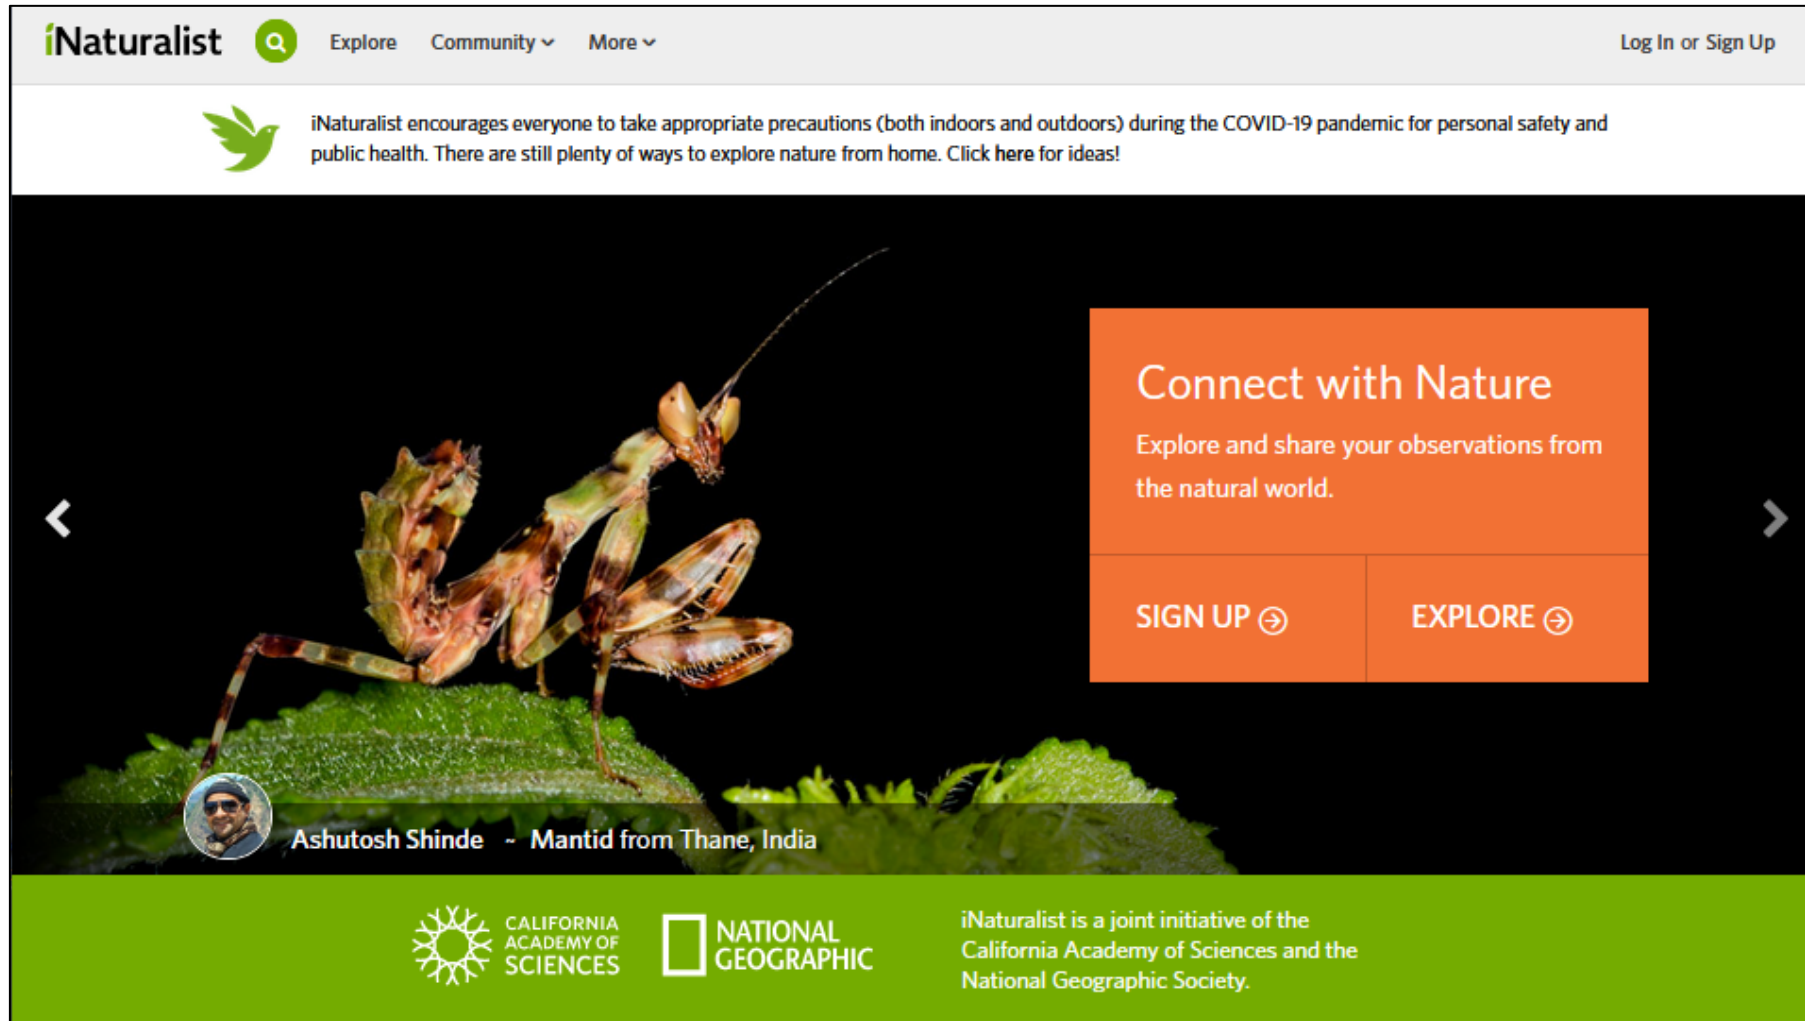 iNaturalist Explore Community More Log In or Sign Up
iNaturalist encourages everyone to take appropriate precautions (both indoors and outdoors) during the COVID-19 pandemic for personal safety and
public health. There are still plenty of ways to explore nature from home. Click here for ideas!
Connect with Nature
Explore and share your observations from
the natural world.
SIGN UP EXPLORE
Ashutosh Shinde ~ Mantid from Thane, India
CALIFORNIA
ACADEMY OF
SCIENCES
NATIONAL
GEOGRAPHIC
iNaturalist is a joint initiative of the
California Academy of Sciences and the
National Geographic Society.